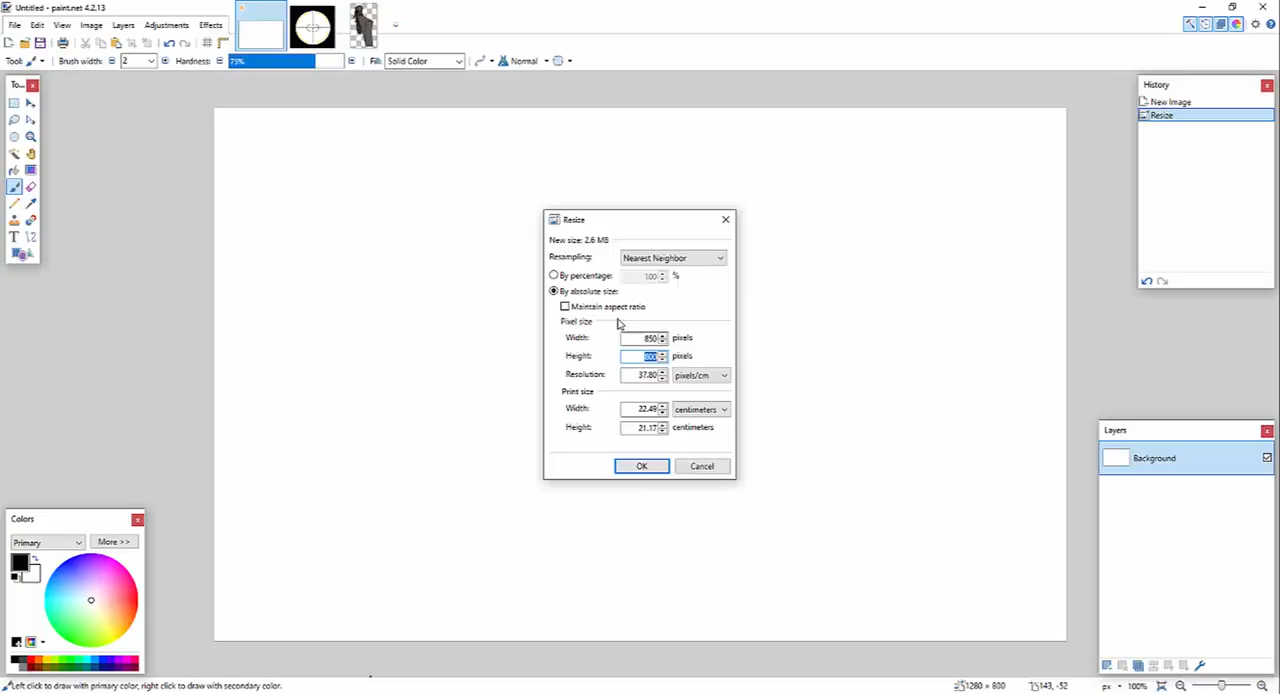 Untitled - paint.net 4.2.13
File Edit View Image Layers Adjustments Effects
Tool: Brush width: 2 Hardness: 75% Fill: Solid Color Normal
To...
History
New Image
Resize
Resize
New size: 2.6 MB
Resampling: Nearest Neighbor
By percentage: 100 %
By absolute size:
Maintain aspect ratio
Pixel size
Width: 850 pixels
Height: 800 pixels
Resolution: 37.80 pixels/cm
Print size
Width: 22.49 centimeters
Height: 21.17 centimeters
OK Cancel
Layers
Background
Colors
Primary More >>
Left click to draw with primary color, right click to draw with secondary color.
1280 × 800 143, -52 px 100%